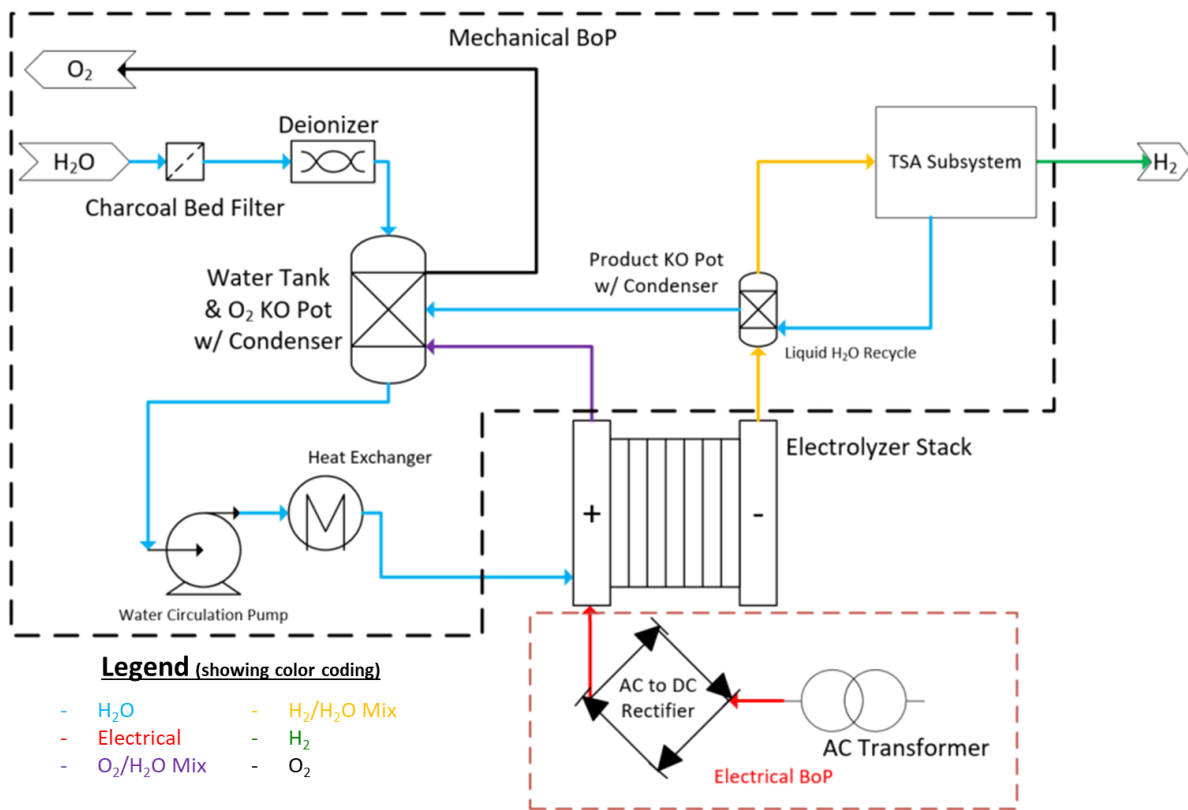 Mechanical BoP
O₂
Deionizer
H₂O
Charcoal Bed Filter
TSA Subsystem
H₂
Product KO Pot
w/ Condenser
Water Tank
& O₂ KO Pot
w/ Condenser
Liquid H₂O Recycle
Electrolyzer Stack
Heat Exchanger
+
-
Water Circulation Pump
AC to DC
Rectifier
AC Transformer
Electrical BoP
Legend (showing color coding)
- H₂O
- H₂/H₂O Mix
- Electrical
- H₂
- O₂/H₂O Mix
- O₂